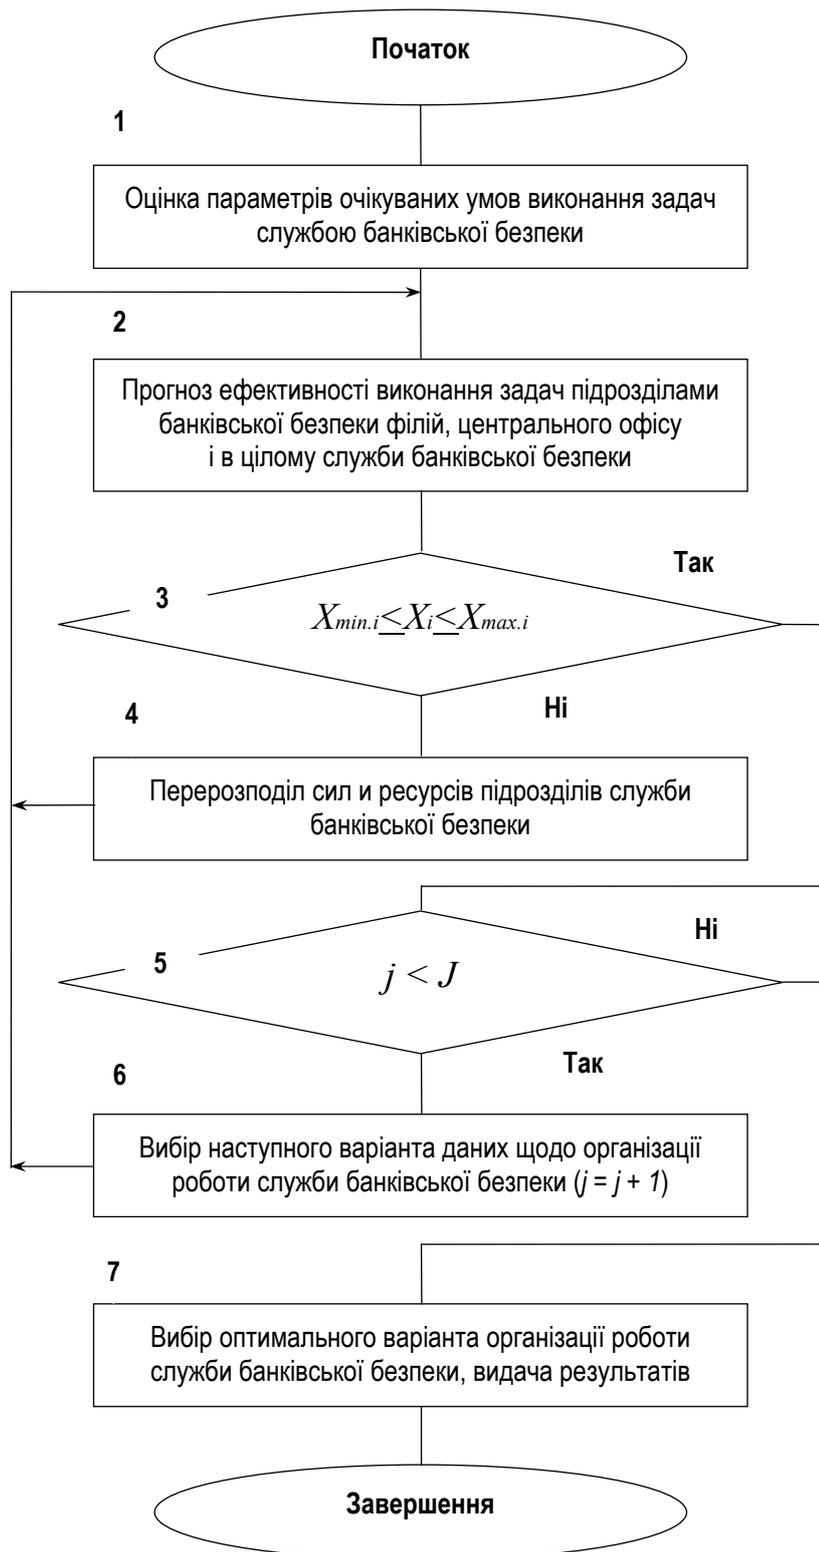 Початок
1
Оцінка параметрів очікуваних умов виконання задач
службою банківської безпеки
2
Прогноз ефективності виконання задач підрозділами
банківської безпеки філій, центрального офісу
і в цілому служби банківської безпеки
Так
3
Xmin.i≤Xi≤Xmax.i
Ні
4
Перерозподіл сил и ресурсів підрозділів служби
банківської безпеки
Ні
5
j < J
Так
6
Вибір наступного варіанта даних щодо організації
роботи служби банківської безпеки (j = j + 1)
7
Вибір оптимального варіанта організації роботи
служби банківської безпеки, видача результатів
Завершення